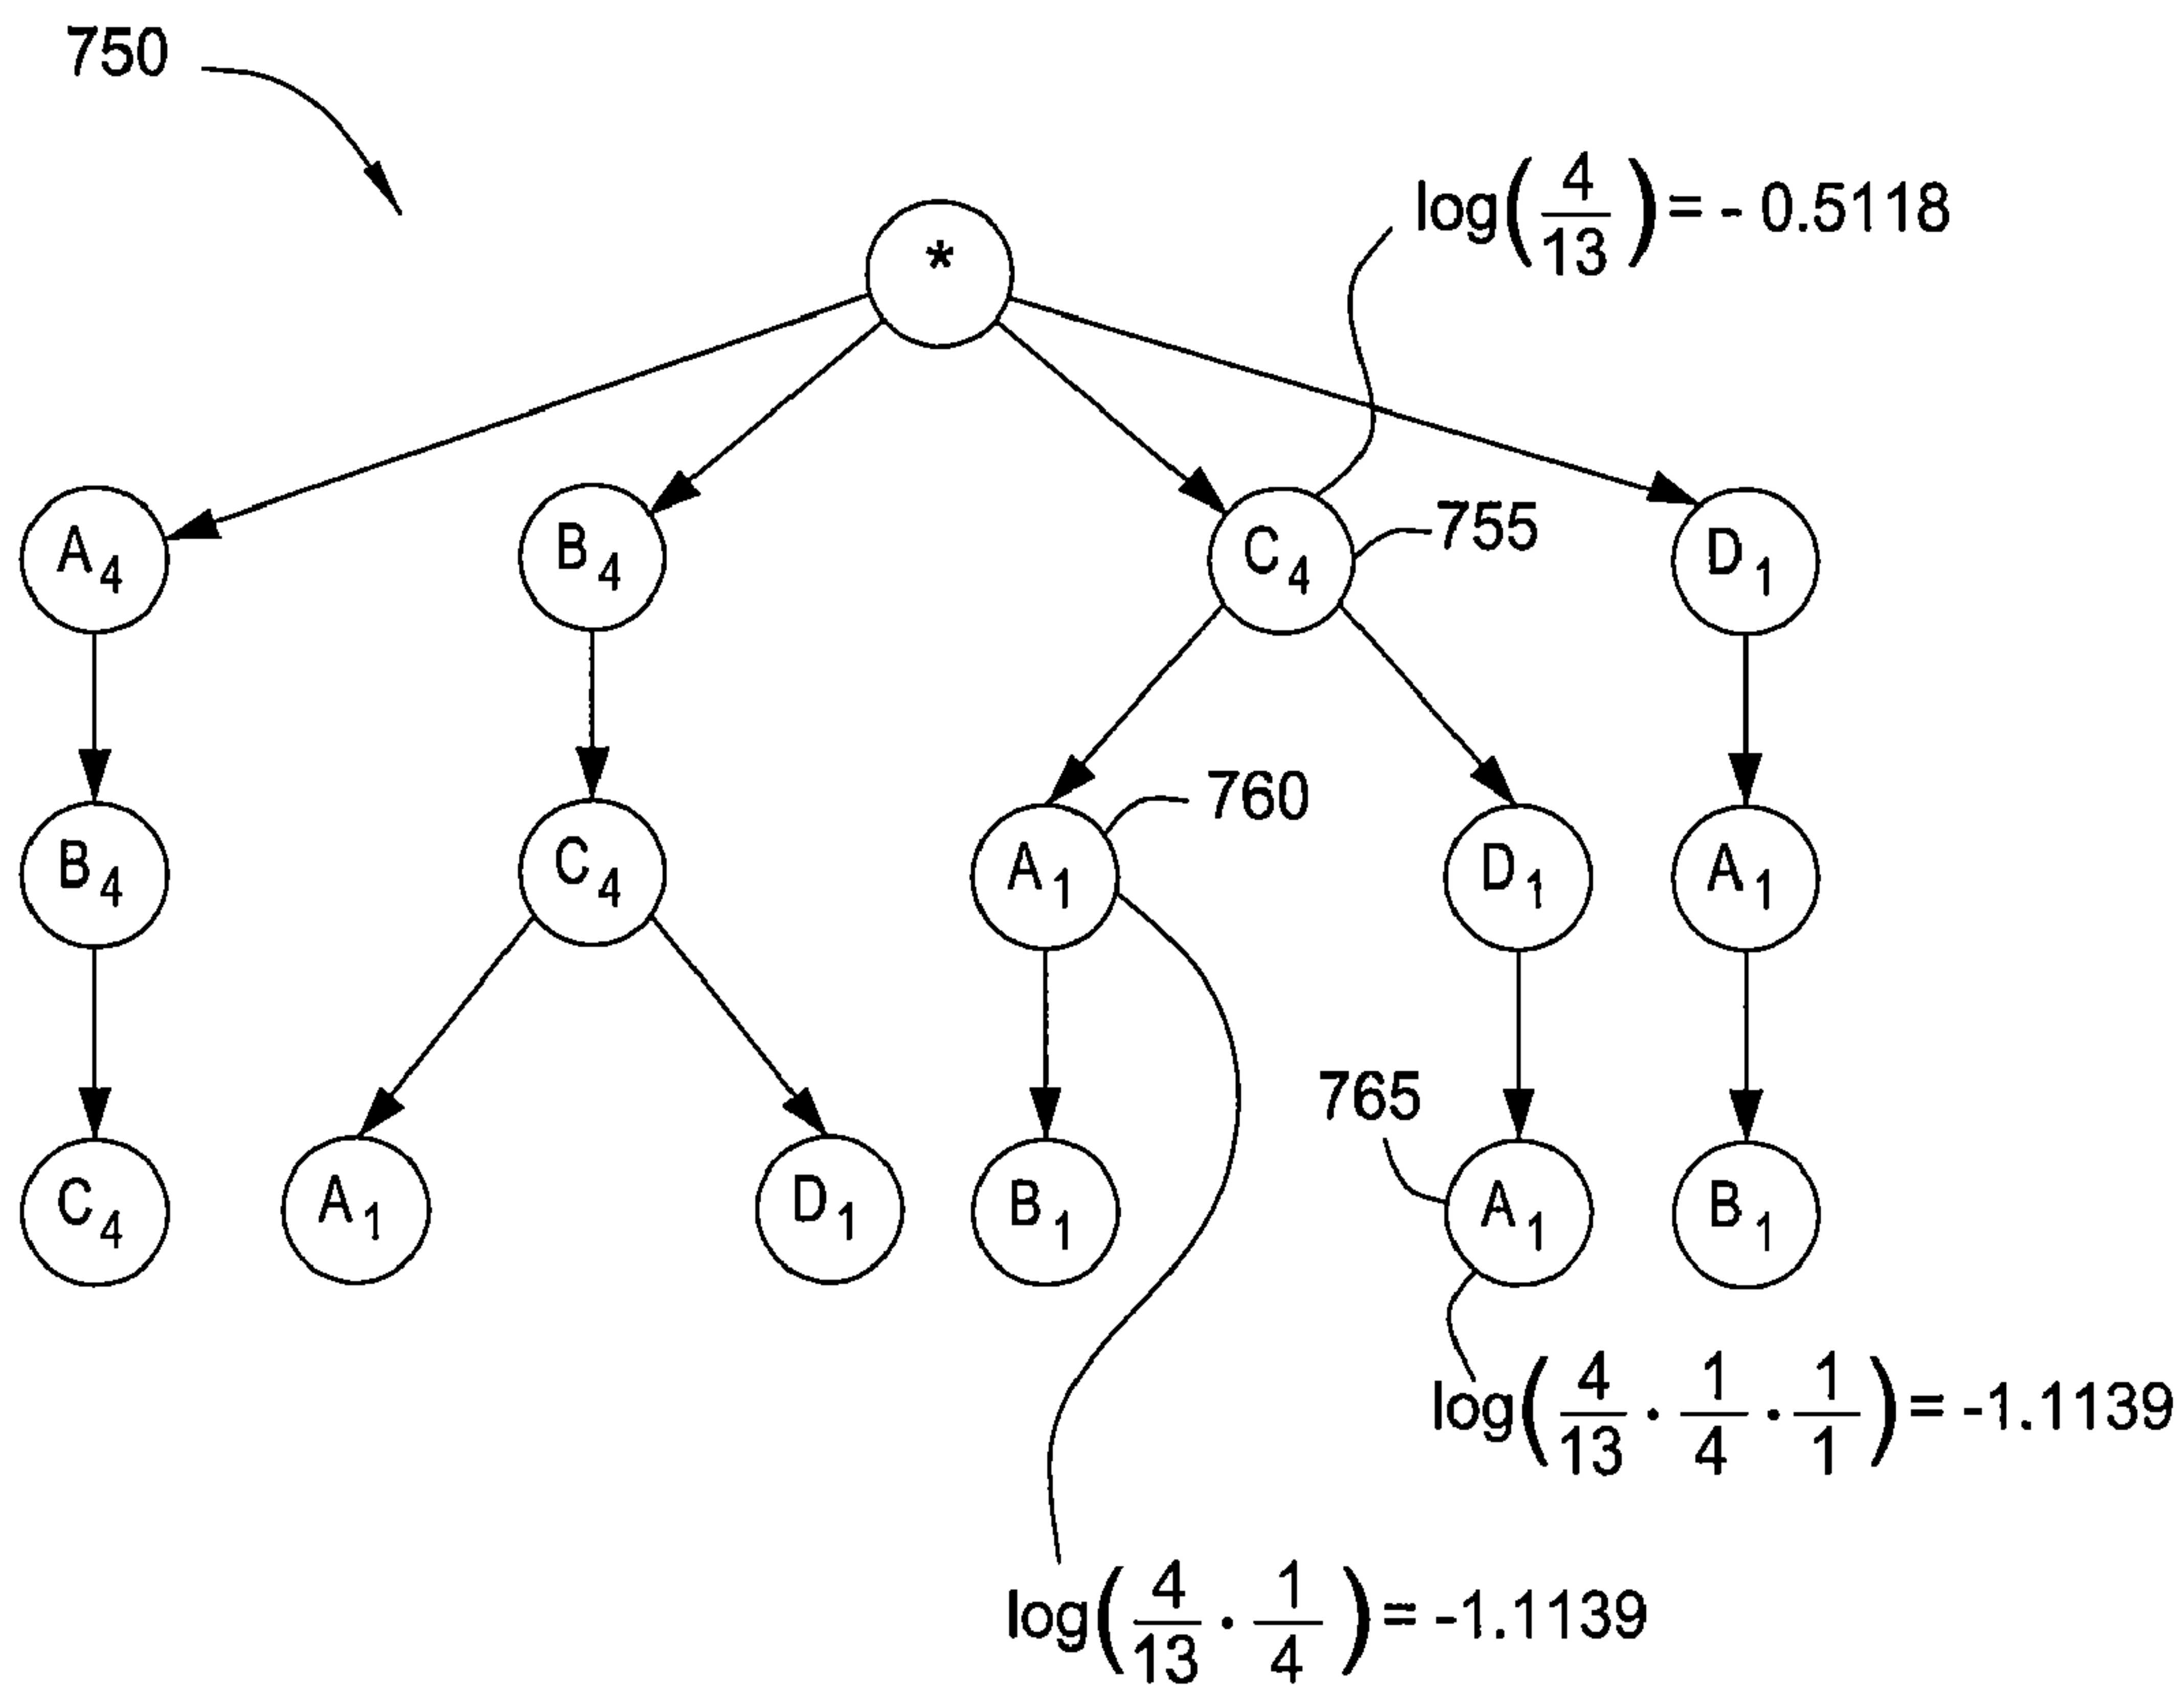 750
*
log(4/13) = - 0.5118
A4 B4 C4 755 D1
B4 C4 A1 760 D1 A1
C4 A1 D1 B1 765 A1 B1
log(4/13 · 1/4 · 1/1) = -1.1139
log(4/13 · 1/4) = -1.1139